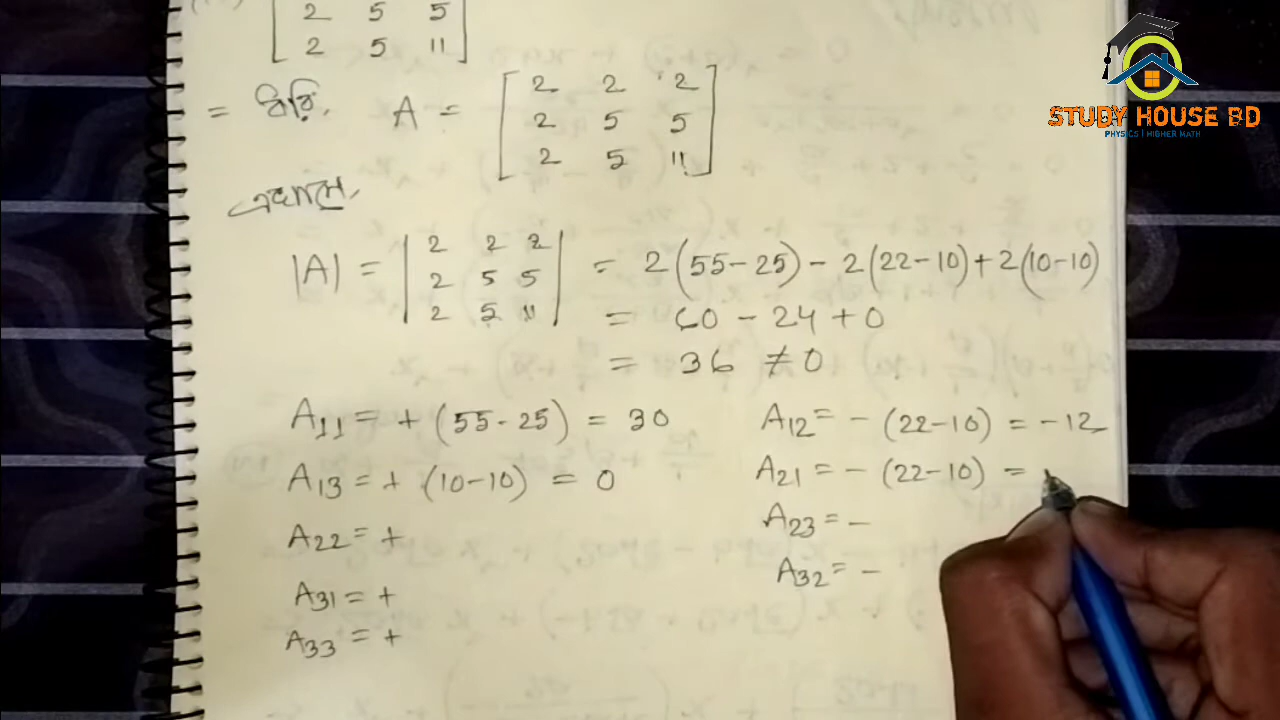 2 5 5
2 5 11
= ধরি, A = [2 2 2
2 5 5
2 5 11]
এখানে,
|A| = |2 2 2
2 5 5
2 5 11| = 2(55-25) - 2(22-10) + 2(10-10)
= 60 - 24 + 0
= 36 ≠ 0
A11 = + (55-25) = 30
A12 = - (22-10) = -12
A13 = + (10-10) = 0
A21 = - (22-10) =
A22 = +
A23 = -
A31 = +
A32 = -
A33 = +
STUDY HOUSE BD
PHYSICS | HIGHER MATH